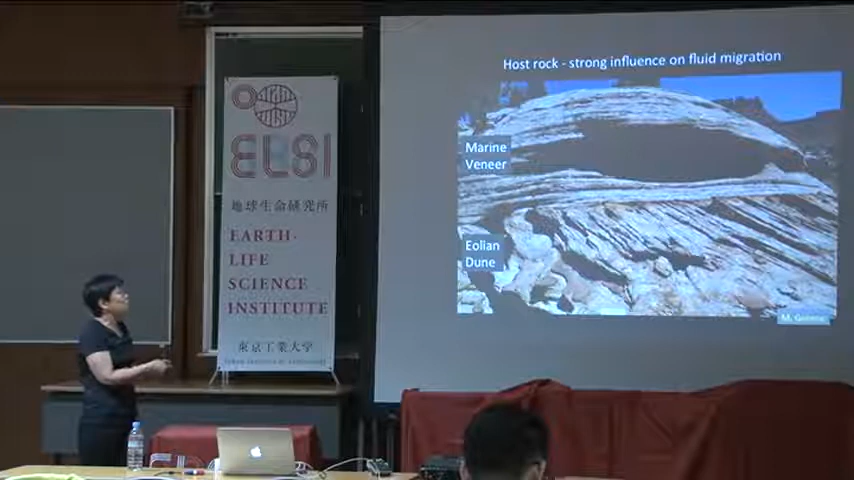 ELSI
地球生命研究所
EARTH-
LIFE
SCIENCE
INSTITUTE
東京工業大学
Host rock - strong influence on fluid migration
Marine
Veneer
Eolian
Dune